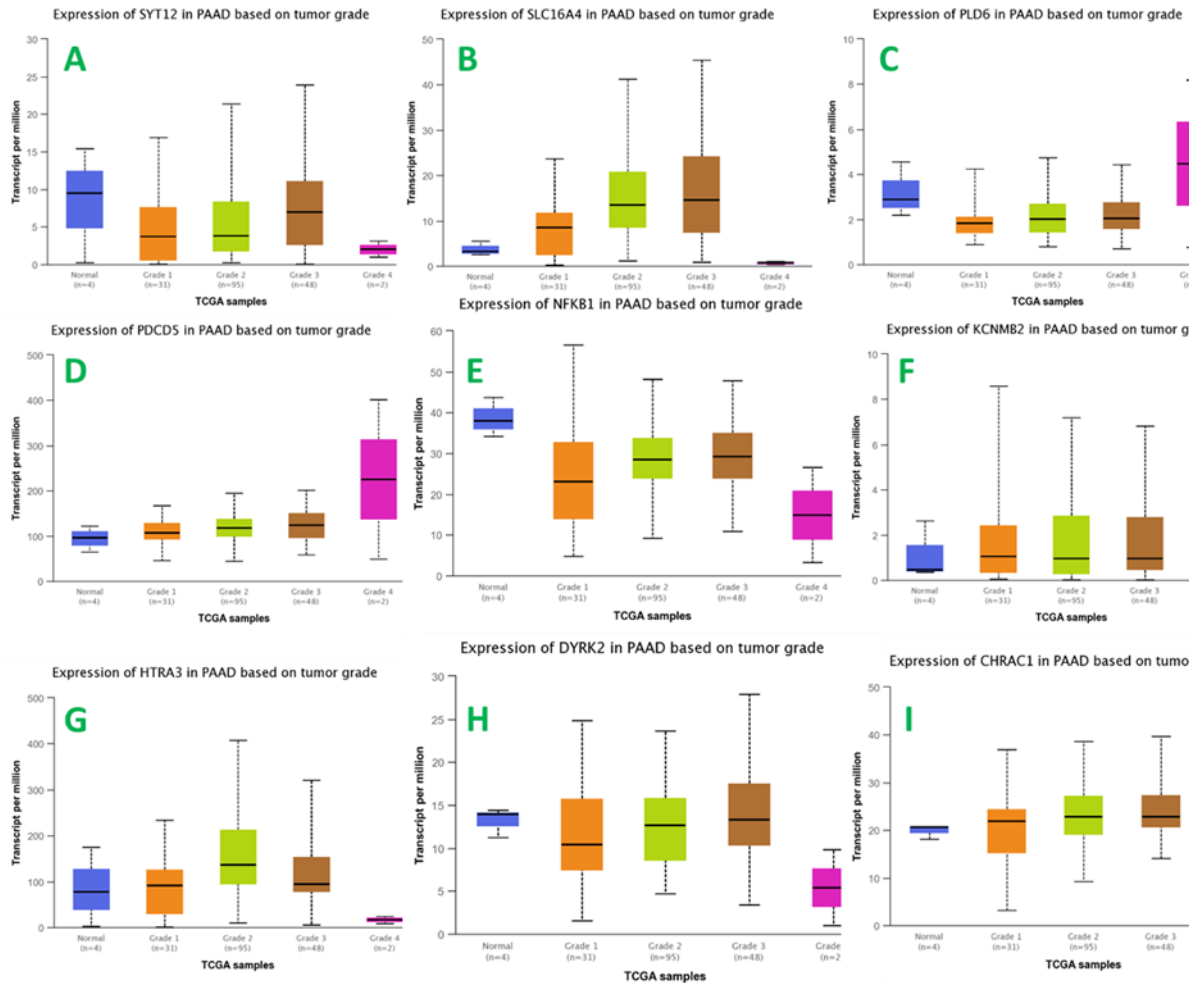 Expression of SYT12 in PAAD based on tumor grade
A
Transcript per million
30
25
20
15
10
5
0
Normal (n=4)
Grade 1 (n=31)
Grade 2 (n=95)
Grade 3 (n=48)
Grade 4 (n=2)
TCGA samples
Expression of SLC16A4 in PAAD based on tumor grade
B
Transcript per million
50
40
30
20
10
0
Normal (n=4)
Grade 1 (n=31)
Grade 2 (n=95)
Grade 3 (n=48)
Grade 4 (n=2)
TCGA samples
Expression of PLD6 in PAAD based on tumor grade
C
Transcript per million
10
8
6
4
2
0
Normal (n=4)
Grade 1 (n=31)
Grade 2 (n=95)
Grade 3 (n=48)
TCGA samples
Expression of PDCD5 in PAAD based on tumor grade
D
Transcript per million
500
400
300
200
100
0
Normal (n=4)
Grade 1 (n=31)
Grade 2 (n=95)
Grade 3 (n=48)
Grade 4 (n=2)
TCGA samples
Expression of NFKB1 in PAAD based on tumor grade
E
Transcript per million
60
50
40
30
20
10
0
Normal (n=4)
Grade 1 (n=31)
Grade 2 (n=95)
Grade 3 (n=48)
Grade 4 (n=2)
TCGA samples
Expression of KCNMB2 in PAAD based on tumor g
F
Transcript per million
10
8
6
4
2
0
Normal (n=4)
Grade 1 (n=31)
Grade 2 (n=95)
Grade 3 (n=48)
TCGA samples
Expression of HTRA3 in PAAD based on tumor grade
G
Transcript per million
500
400
300
200
100
0
Normal (n=4)
Grade 1 (n=31)
Grade 2 (n=95)
Grade 3 (n=48)
Grade 4 (n=2)
TCGA samples
Expression of DYRK2 in PAAD based on tumor grade
H
Transcript per million
30
25
20
15
10
5
0
Normal (n=4)
Grade 1 (n=31)
Grade 2 (n=95)
Grade 3 (n=48)
Grade (n=2
TCGA samples
Expression of CHRAC1 in PAAD based on tumo
I
Transcript per million
50
40
30
20
10
0
Normal (n=4)
Grade 1 (n=31)
Grade 2 (n=95)
Grade 3 (n=48)
TCGA samples